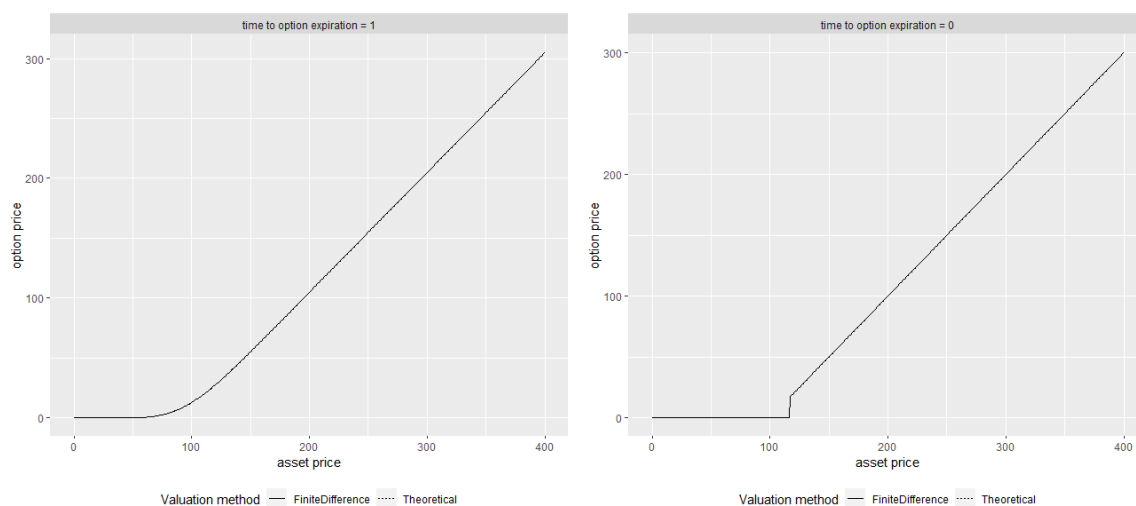 time to option expiration = 1
300
200
100
0
option price
0 100 200 300 400
asset price
Valuation method FiniteDifference Theoretical
time to option expiration = 0
300
200
100
0
option price
0 100 200 300 400
asset price
Valuation method FiniteDifference Theoretical